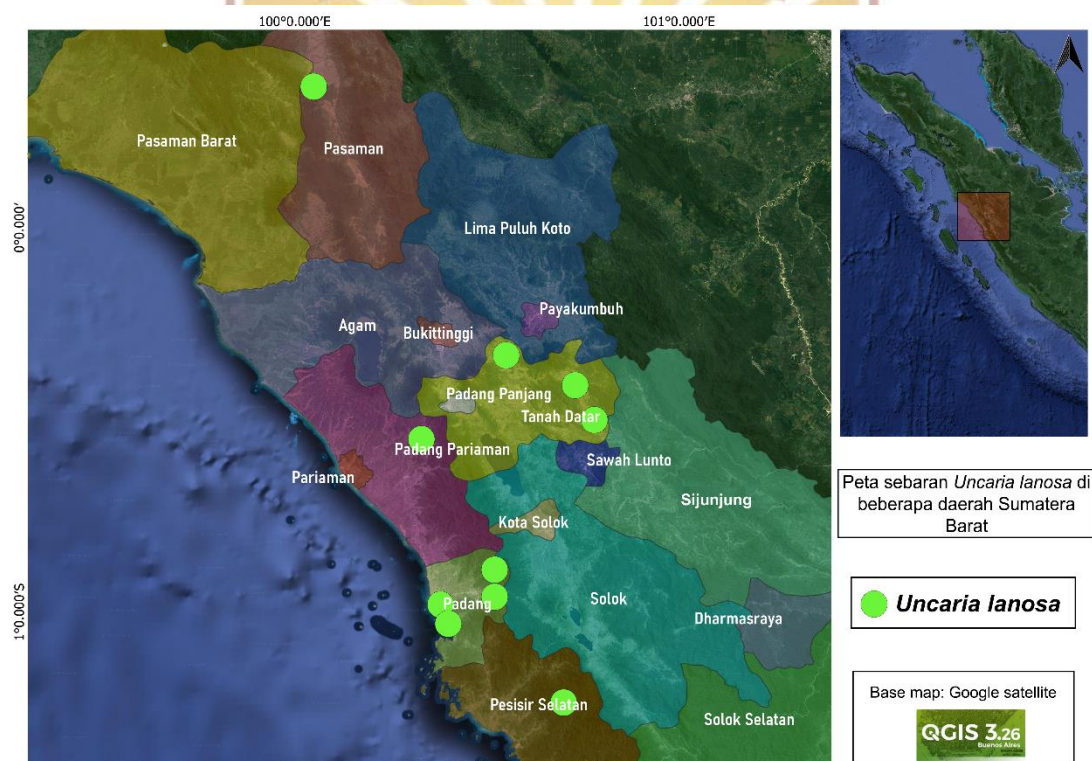 100°0.000'E
101°0.000'E
0°0.000'
1°0.000'S
Pasaman Barat
Pasaman
Lima Puluh Koto
Payakumbuh
Agam
Bukittinggi
Padang Panjang
Tanah Datar
Padang Pariaman
Pariaman
Sawah Lunto
Sijunjung
Kota Solok
Padang
Solok
Dharmasraya
Pesisir Selatan
Solok Selatan
Peta sebaran Uncaria lanosa di
beberapa daerah Sumatera
Barat
Uncaria lanosa
Base map: Google satellite
QGIS 3.26
Buenos Aires